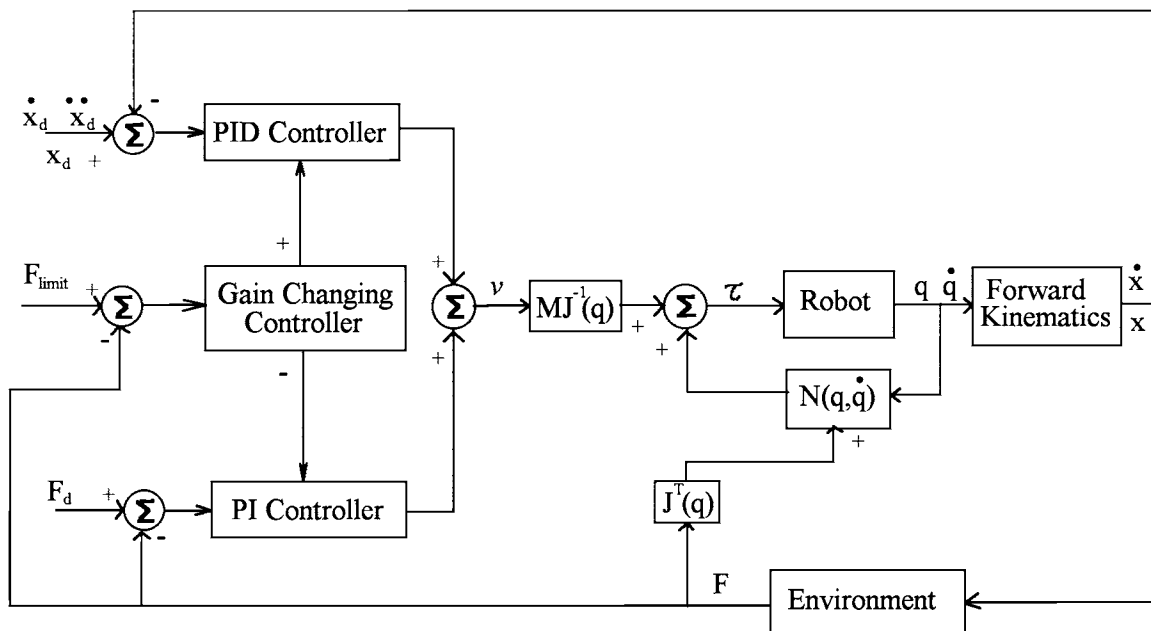 -
ẋd ẍd
xd +
Σ
PID Controller
+
+
Flimit
+
Σ
-
Gain Changing
Controller
-
Σ
ν
+
MJ⁻¹(q)
+
Σ
+
τ
Robot
q q̇
Forward
Kinematics
ẋ
x
N(q,q̇)
+
Jᵀ(q)
Fd
+
Σ
-
PI Controller
F
Environment